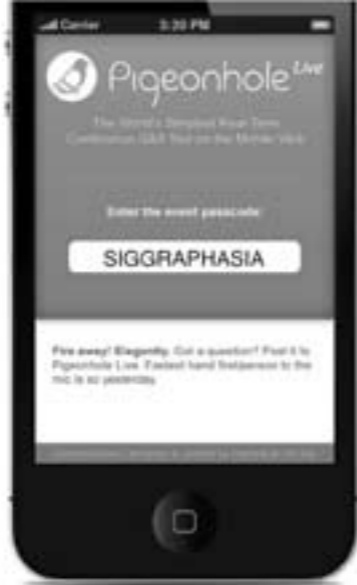 Carrier 3:39 PM
Pigeonhole Live
The World's Simplest Real-Time
Conference Q&A Tool on the Mobile Web
Enter the event passcode:
SIGGRAPHASIA
Fire away! Elegantly. Got a question? Post it to
Pigeonhole Live. Fastest hand first/person to the
mic is so yesterday.